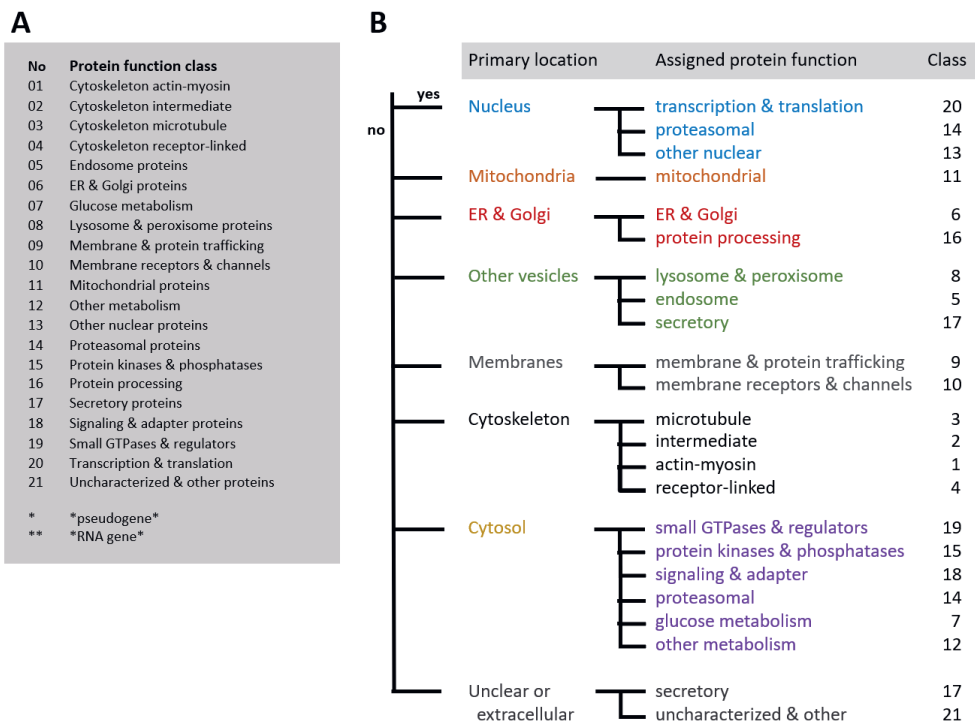 A
No Protein function class
01 Cytoskeleton actin-myosin
02 Cytoskeleton intermediate
03 Cytoskeleton microtubule
04 Cytoskeleton receptor-linked
05 Endosome proteins
06 ER & Golgi proteins
07 Glucose metabolism
08 Lysosome & peroxisome proteins
09 Membrane & protein trafficking
10 Membrane receptors & channels
11 Mitochondrial proteins
12 Other metabolism
13 Other nuclear proteins
14 Proteasomal proteins
15 Protein kinases & phosphatases
16 Protein processing
17 Secretory proteins
18 Signaling & adapter proteins
19 Small GTPases & regulators
20 Transcription & translation
21 Uncharacterized & other proteins
* *pseudogene*
** *RNA gene*
B
Primary location Assigned protein function Class
yes
no
Nucleus transcription & translation 20
proteasomal 14
other nuclear 13
Mitochondria mitochondrial 11
ER & Golgi ER & Golgi 6
protein processing 16
Other vesicles lysosome & peroxisome 8
endosome 5
secretory 17
Membranes membrane & protein trafficking 9
membrane receptors & channels 10
Cytoskeleton microtubule 3
intermediate 2
actin-myosin 1
receptor-linked 4
Cytosol small GTPases & regulators 19
protein kinases & phosphatases 15
signaling & adapter 18
proteasomal 14
glucose metabolism 7
other metabolism 12
Unclear or secretory 17
extracellular uncharacterized & other 21